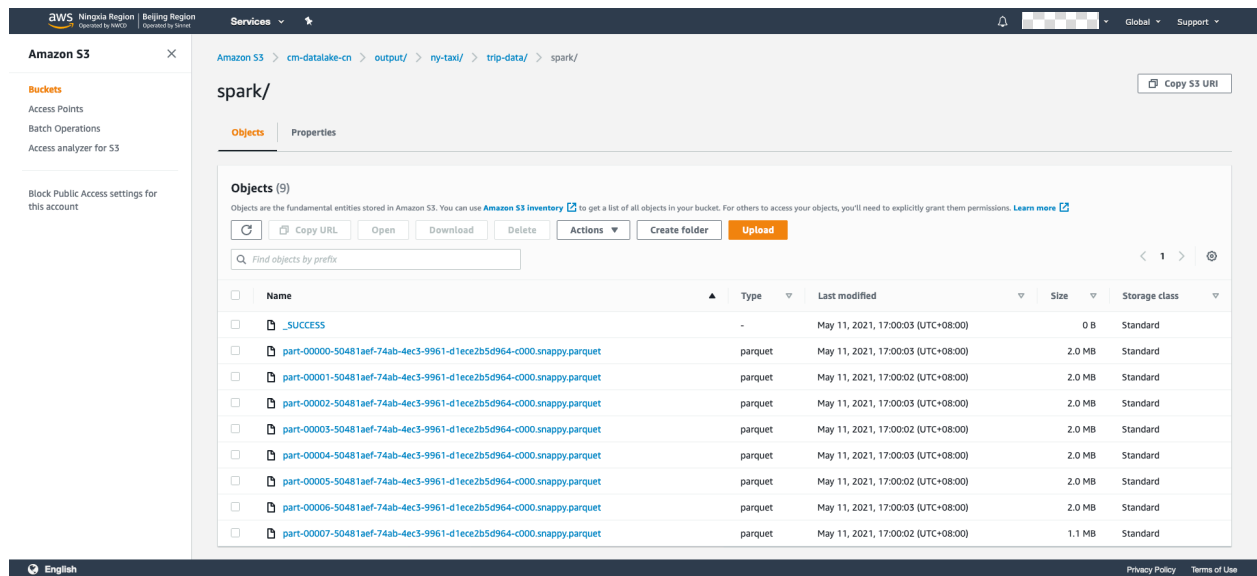 aws Ningxia Region | Beijing Region Services Global Support
Operated by NWCD | Operated by Sinnet
Amazon S3
Buckets
Access Points
Batch Operations
Access analyzer for S3
Block Public Access settings for
this account
Amazon S3 > cm-datalake-cn > output/ > ny-taxi/ > trip-data/ > spark/
spark/
Copy S3 URI
Objects Properties
Objects (9)
Objects are the fundamental entities stored in Amazon S3. You can use Amazon S3 inventory to get a list of all objects in your bucket. For others to access your objects, you'll need to explicitly grant them permissions. Learn more
Copy URL Open Download Delete Actions Create folder Upload
Find objects by prefix
< 1 >
Name Type Last modified Size Storage class
_SUCCESS - May 11, 2021, 17:00:03 (UTC+08:00) 0 B Standard
part-00000-50481aef-74ab-4ec3-9961-d1ece2b5d964-c000.snappy.parquet parquet May 11, 2021, 17:00:03 (UTC+08:00) 2.0 MB Standard
part-00001-50481aef-74ab-4ec3-9961-d1ece2b5d964-c000.snappy.parquet parquet May 11, 2021, 17:00:02 (UTC+08:00) 2.0 MB Standard
part-00002-50481aef-74ab-4ec3-9961-d1ece2b5d964-c000.snappy.parquet parquet May 11, 2021, 17:00:03 (UTC+08:00) 2.0 MB Standard
part-00003-50481aef-74ab-4ec3-9961-d1ece2b5d964-c000.snappy.parquet parquet May 11, 2021, 17:00:02 (UTC+08:00) 2.0 MB Standard
part-00004-50481aef-74ab-4ec3-9961-d1ece2b5d964-c000.snappy.parquet parquet May 11, 2021, 17:00:02 (UTC+08:00) 2.0 MB Standard
part-00005-50481aef-74ab-4ec3-9961-d1ece2b5d964-c000.snappy.parquet parquet May 11, 2021, 17:00:02 (UTC+08:00) 2.0 MB Standard
part-00006-50481aef-74ab-4ec3-9961-d1ece2b5d964-c000.snappy.parquet parquet May 11, 2021, 17:00:03 (UTC+08:00) 2.0 MB Standard
part-00007-50481aef-74ab-4ec3-9961-d1ece2b5d964-c000.snappy.parquet parquet May 11, 2021, 17:00:02 (UTC+08:00) 1.1 MB Standard
English Privacy Policy Terms of Use